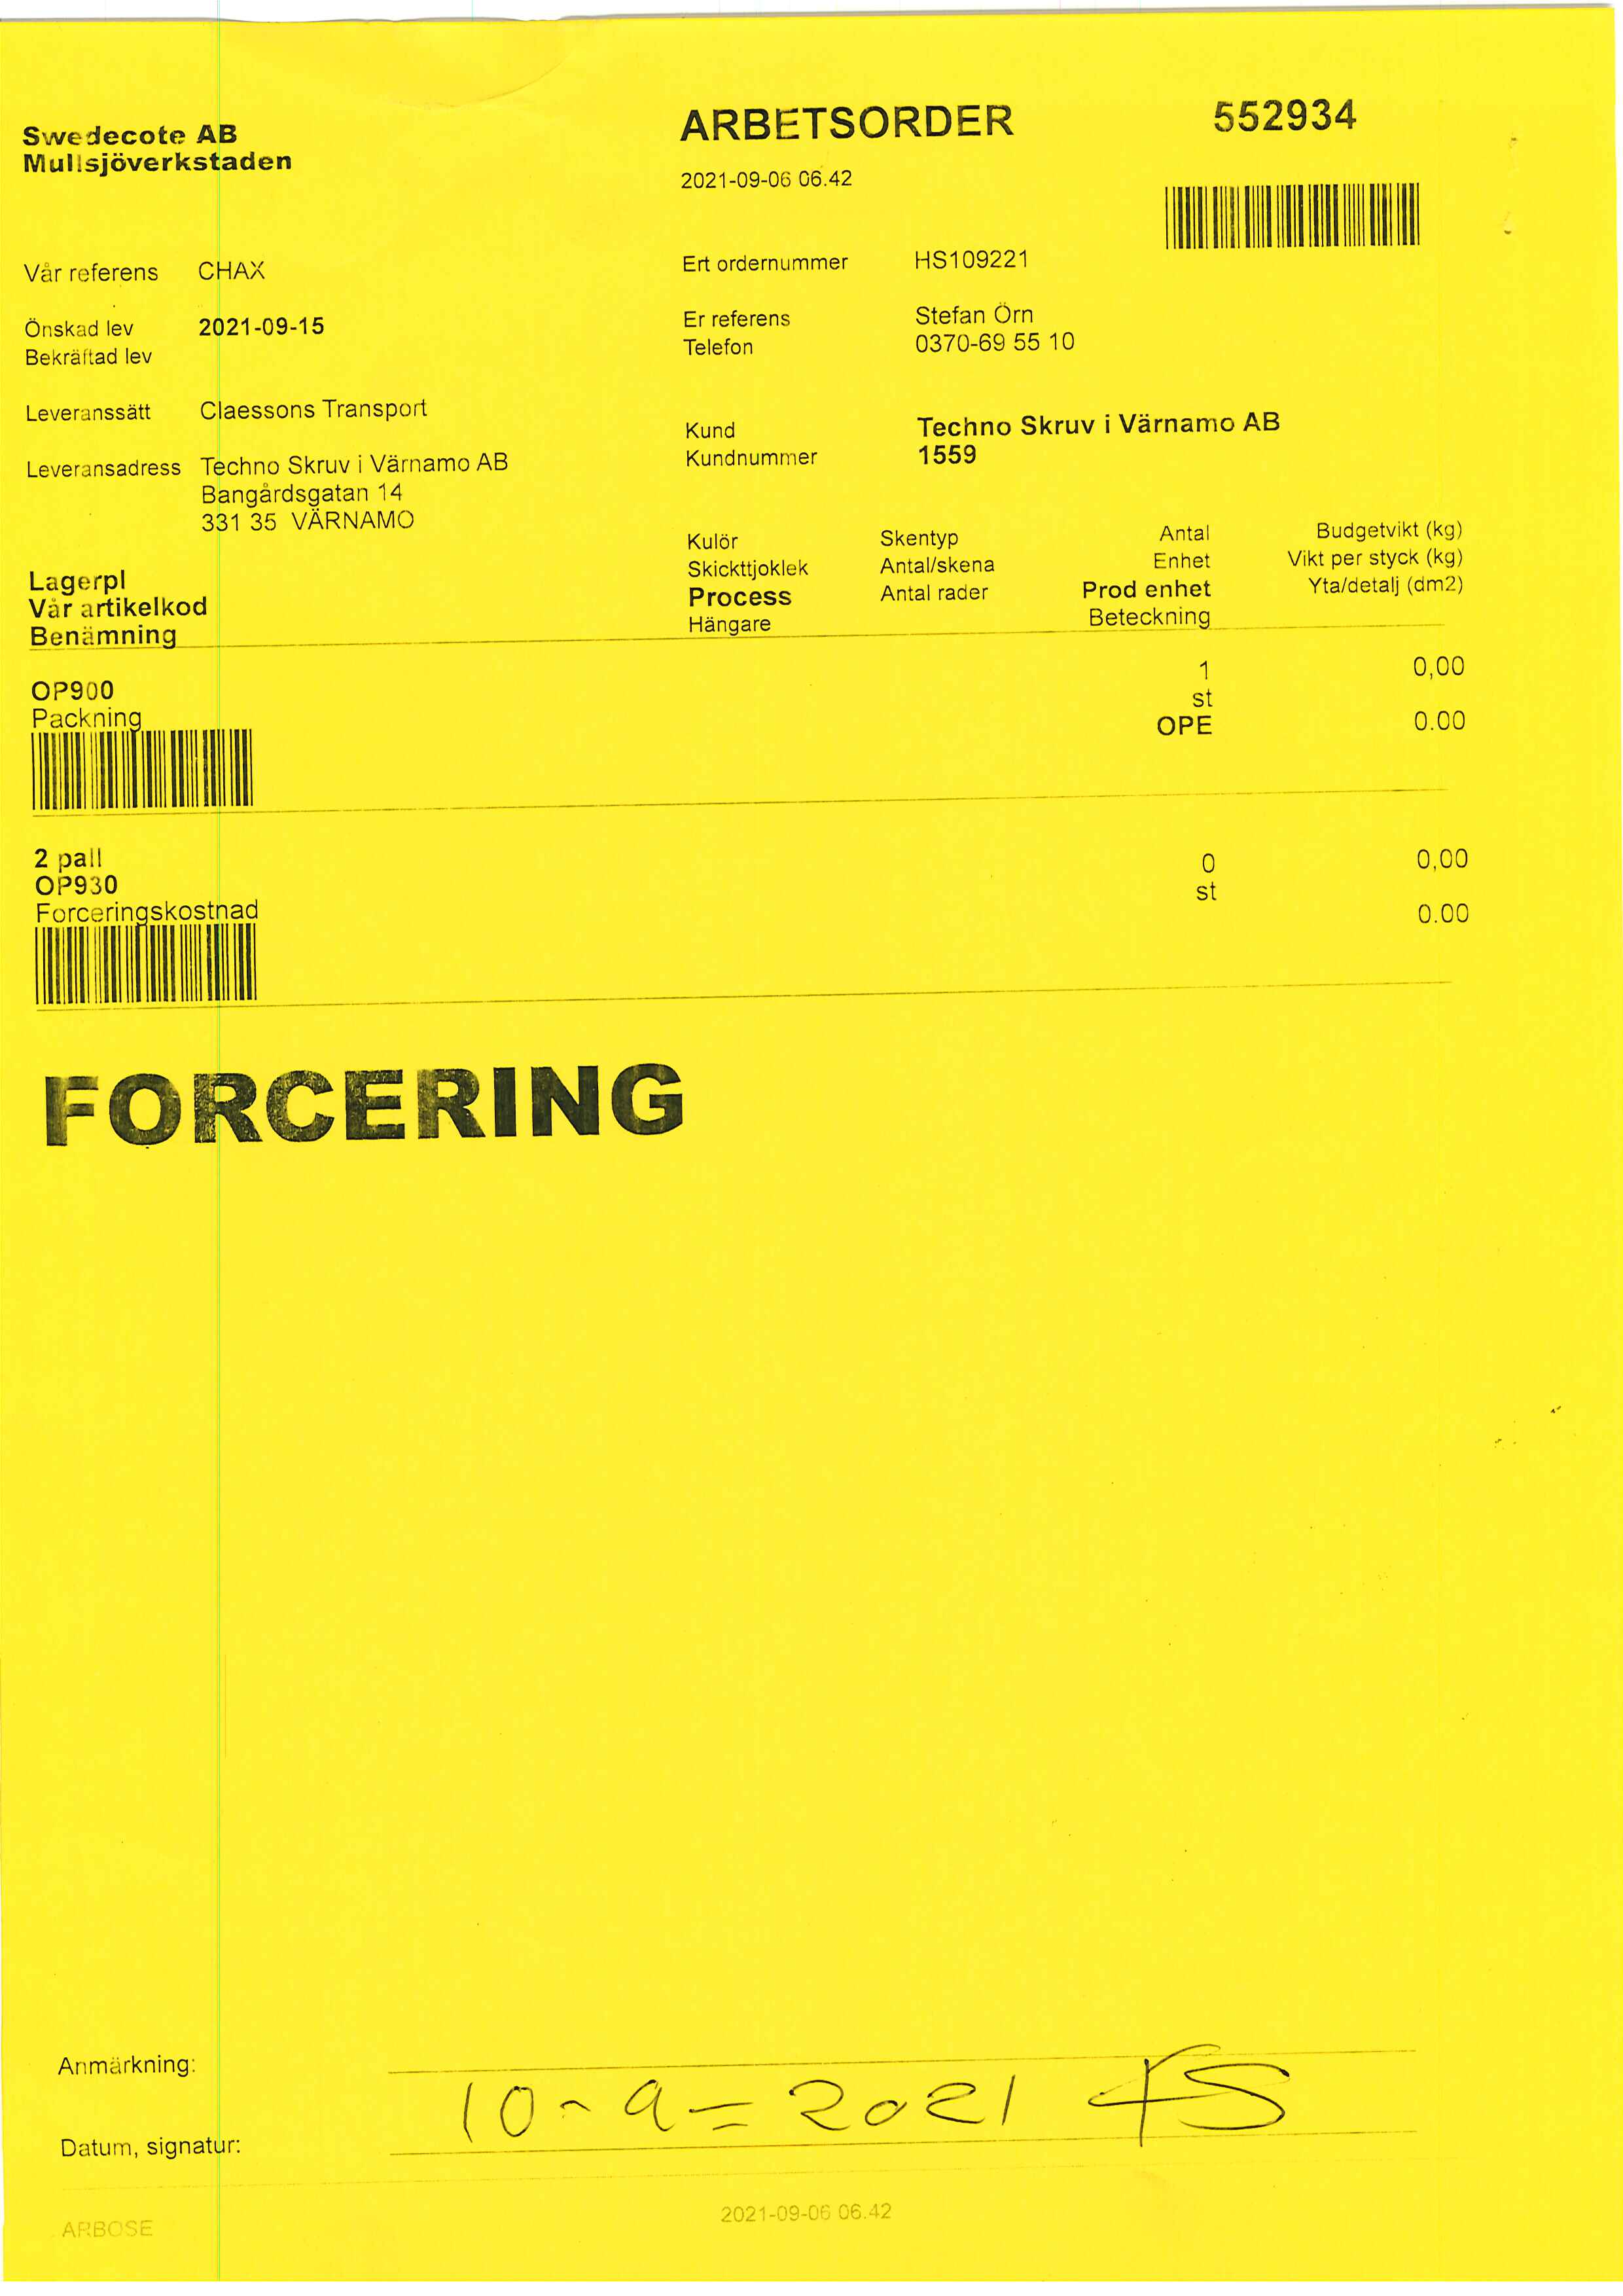 Swedecote AB
Mullsjöverkstaden
ARBETSORDER 552934
2021-09-06 06.42
Vår referens CHAX
Ert ordernummer HS109221
Önskad lev 2021-09-15
Bekräftad lev
Er referens Stefan Örn
Telefon 0370-69 55 10
Leveranssätt Claessons Transport
Kund Techno Skruv i Värnamo AB
Kundnummer 1559
Leveransadress Techno Skruv i Värnamo AB
Bangårdsgatan 14
331 35 VÄRNAMO
Kulör Skentyp Antal Budgetvikt (kg)
Lagerpl Skickttjoklek Antal/skena Enhet Vikt per styck (kg)
Vår artikelkod Process Antal rader Prod enhet Yta/detalj (dm2)
Benämning Hängare Beteckning
1 0,00
OP900 st
Packning OPE 0.00
2 pall 0 0,00
OP930 st
Forceringskostnad 0.00
FORCERING
Anmärkning:
10-9-2021
Datum, signatur:
2021-09-06 06.42
ARBOSE